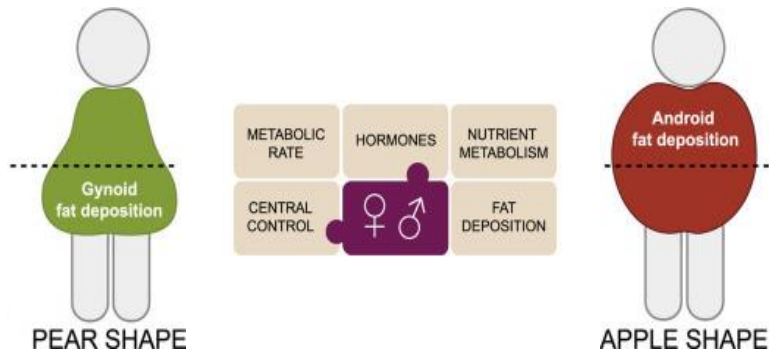 Gynoid
fat deposition
PEAR SHAPE
METABOLIC
RATE
HORMONES
NUTRIENT
METABOLISM
CENTRAL
CONTROL
FAT
DEPOSITION
Android
fat deposition
APPLE SHAPE